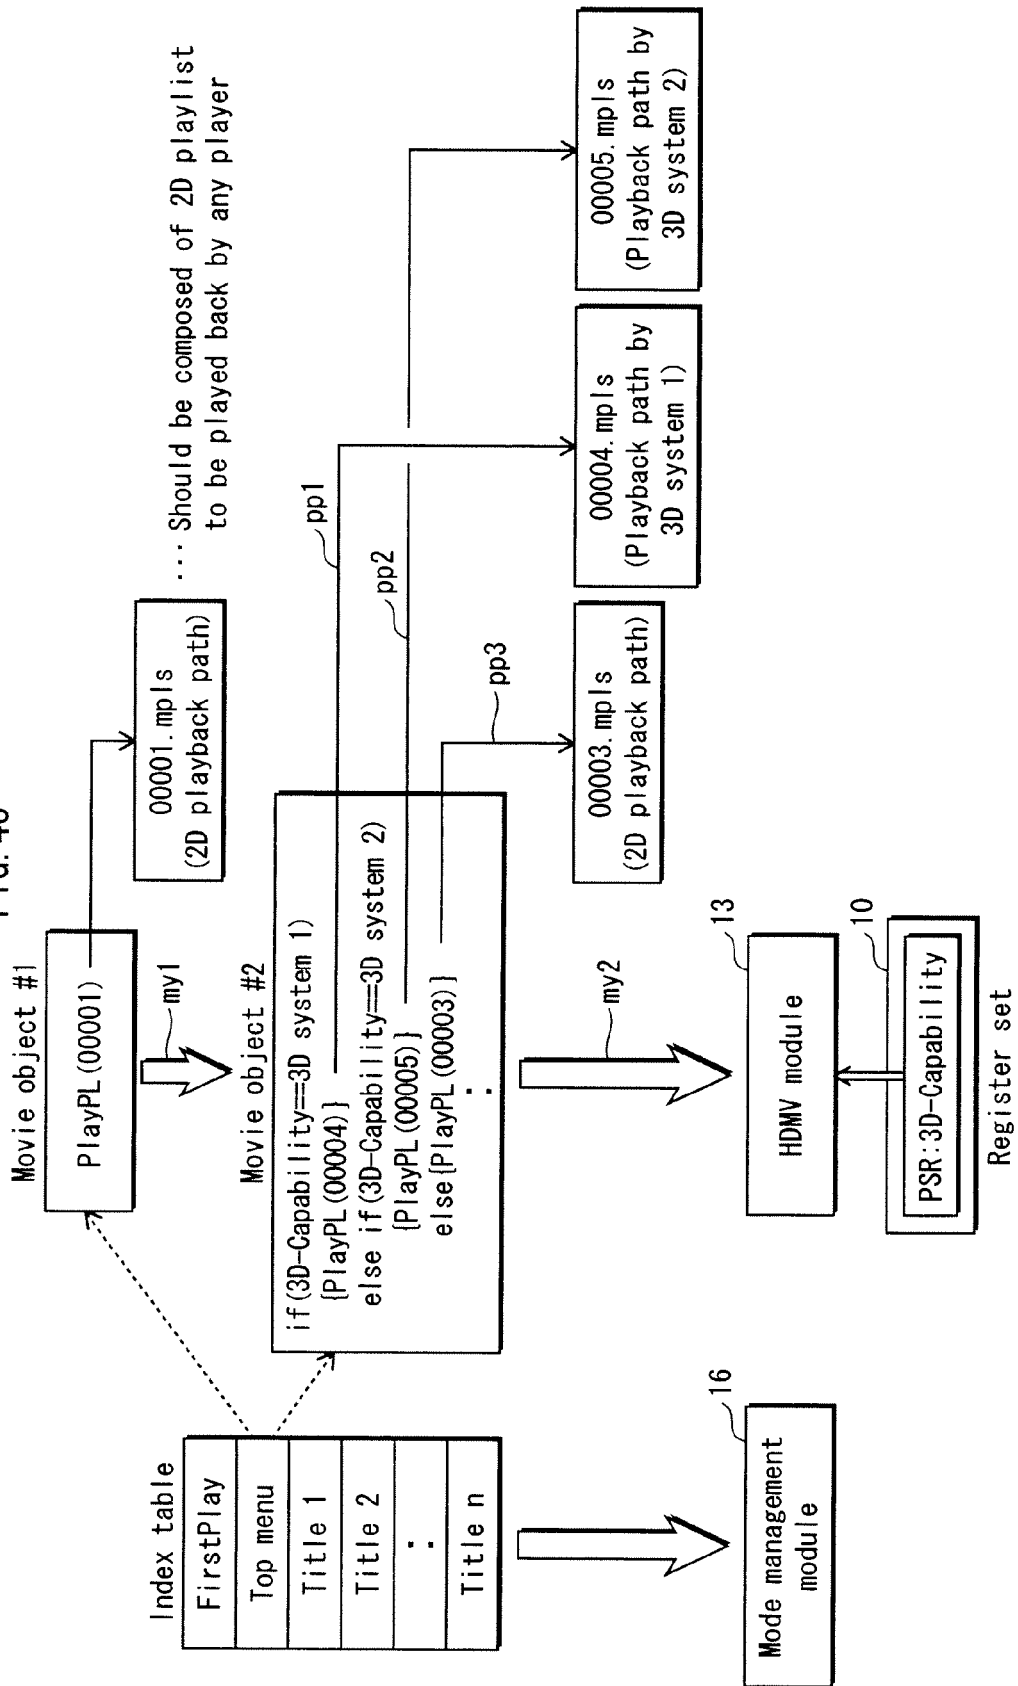 Movie object #1
PlayPL(00001)
00001.mpls
(2D playback path)
... Should be composed of 2D playlist
to be played back by any player
my1
Index table
FirstPlay
Top menu
Title 1
Title 2
:
Title n
Movie object #2
if(3D-Capability==3D system 1)
{PlayPL(00004)}
else if(3D-Capability==3D system 2)
{PlayPL(00005)}
else{PlayPL(00003)}
:
pp1
pp2
pp3
00003.mpls
(2D playback path)
00004.mpls
(Playback path by
3D system 1)
00005.mpls
(Playback path by
3D system 2)
my2
16
Mode management
module
13
HDMV module
10
PSR:3D-Capability
Register set